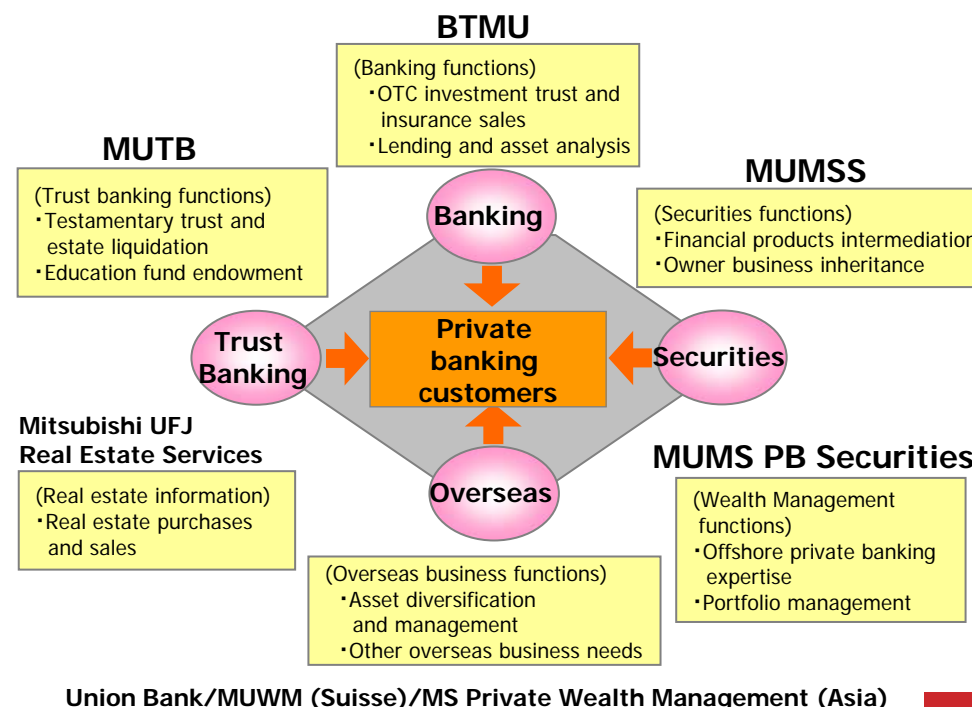 BTMU
(Banking functions)
・OTC investment trust and
insurance sales
・Lending and asset analysis
MUTB
(Trust banking functions)
・Testamentary trust and
estate liquidation
・Education fund endowment
MUMSS
(Securities functions)
・Financial products intermediation
・Owner business inheritance
Banking
Trust
Banking
Private
banking
customers
Securities
Overseas
Mitsubishi UFJ
Real Estate Services
(Real estate information)
・Real estate purchases
and sales
MUMS PB Securities
(Wealth Management
functions)
・Offshore private banking
expertise
・Portfolio management
(Overseas business functions)
・Asset diversification
and management
・Other overseas business needs
Union Bank/MUWM (Suisse)/MS Private Wealth Management (Asia)